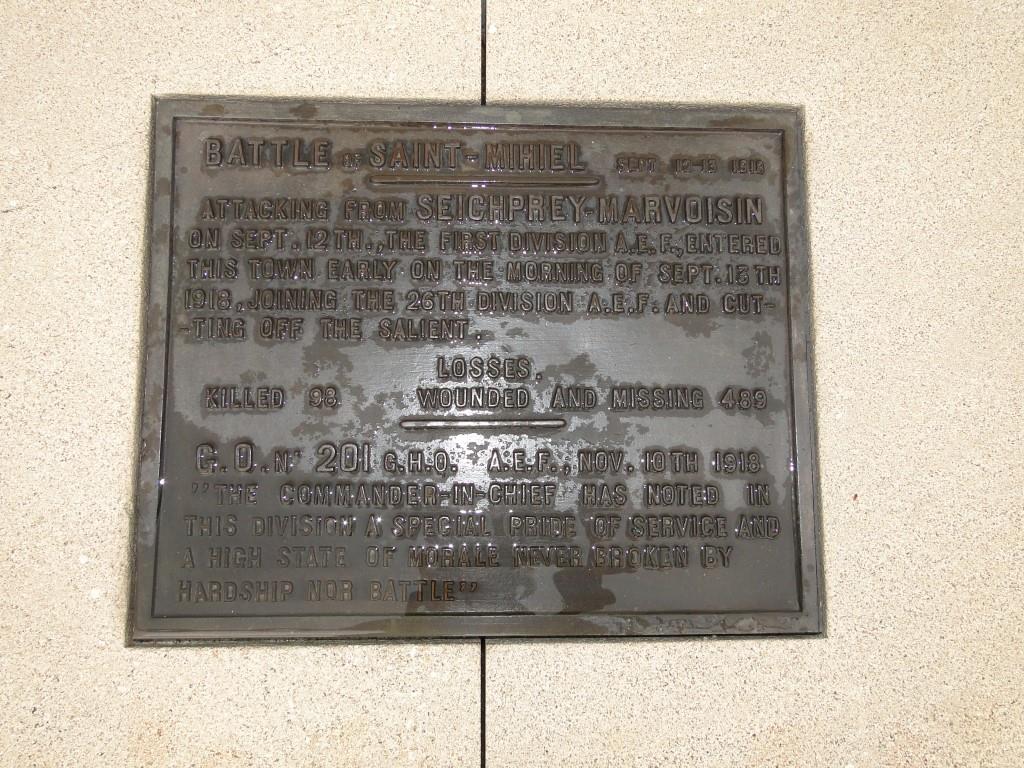 BATTLE OF SAINT-MIHIEL SEPT. 12-13 1918
ATTACKING FROM SEICHPREY-MARVOISIN
ON SEPT. 12TH., THE FIRST DIVISION A.E.F., ENTERED
THIS TOWN EARLY ON THE MORNING OF SEPT. 13TH
1918, JOINING THE 26TH DIVISION A.E.F. AND CUT-
-TING OFF THE SALIENT.
LOSSES.
KILLED 98 WOUNDED AND MISSING 489
G.O. N° 201 G.H.Q. A.E.F., NOV. 10TH 1918
"THE COMMANDER-IN-CHIEF HAS NOTED IN
THIS DIVISION A SPECIAL PRIDE OF SERVICE AND
A HIGH STATE OF MORALE NEVER BROKEN BY
HARDSHIP NOR BATTLE"